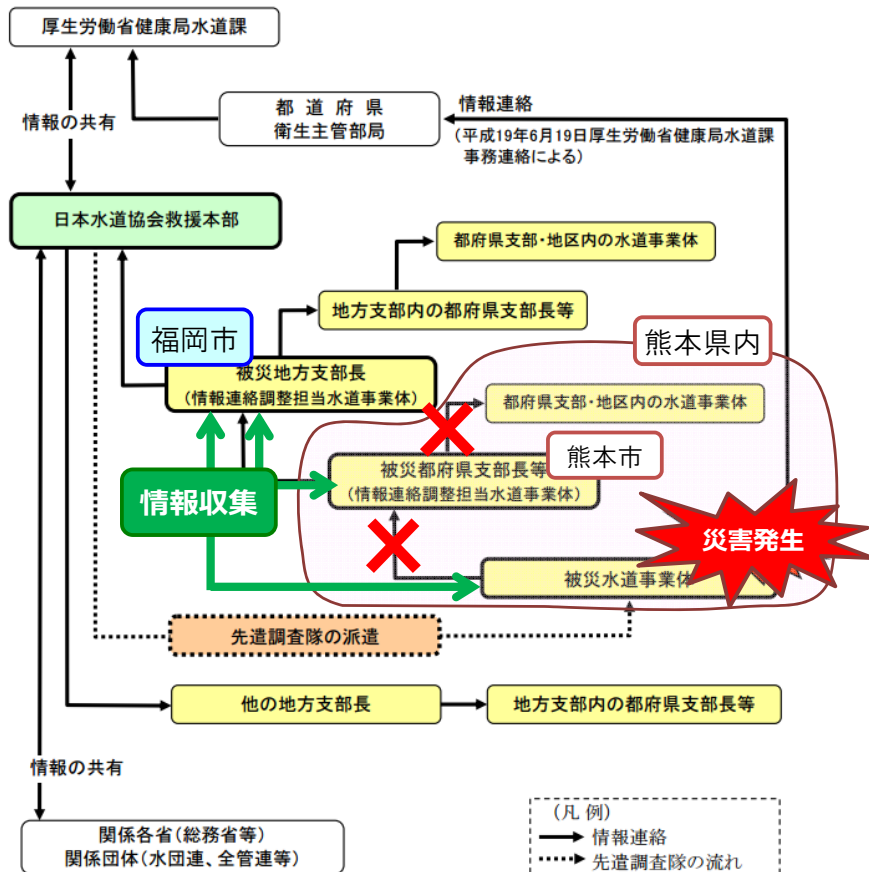 厚生労働省健康局水道課
情報の共有
都道府県
衛生主管部局
情報連絡
(平成19年6月19日厚生労働省健康局水道課
事務連絡による)
日本水道協会救援本部
都府県支部・地区内の水道事業体
地方支部内の都府県支部長等
福岡市
熊本県内
被災地方支部長
(情報連絡調整担当水道事業体)
都府県支部・地区内の水道事業体
熊本市
被災都府県支部長等
(情報連絡調整担当水道事業体)
情報収集
災害発生
被災水道事業体
先遣調査隊の派遣
他の地方支部長
地方支部内の都府県支部長等
情報の共有
関係各省(総務省等)
関係団体(水団連、全管連等)
(凡 例)
情報連絡
先遣調査隊の流れ